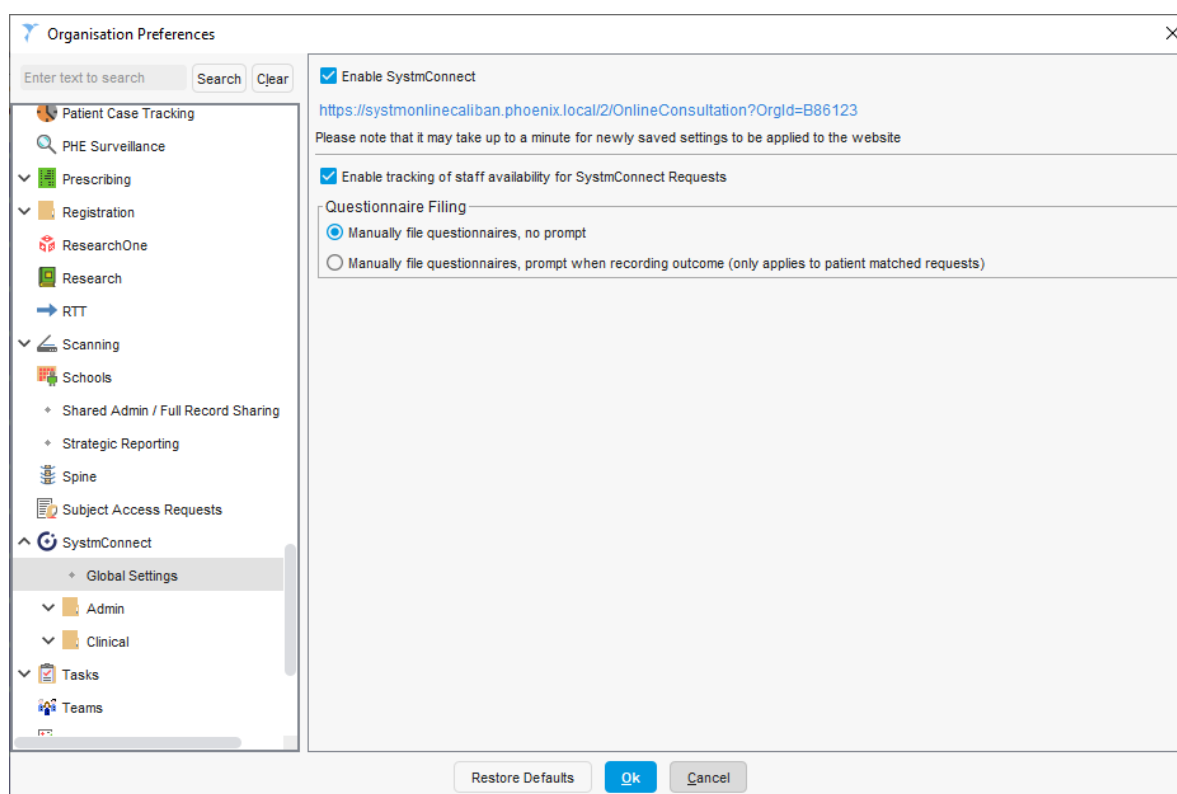 Organisation Preferences
Enter text to search
Search
Clear
Patient Case Tracking
PHE Surveillance
Prescribing
Registration
ResearchOne
Research
RTT
Scanning
Schools
Shared Admin / Full Record Sharing
Strategic Reporting
Spine
Subject Access Requests
SystmConnect
Global Settings
Admin
Clinical
Tasks
Teams
Enable SystmConnect
https://systmonlinecaliban.phoenix.local/2/OnlineConsultation?OrgId=B86123
Please note that it may take up to a minute for newly saved settings to be applied to the website
Enable tracking of staff availability for SystmConnect Requests
Questionnaire Filing
Manually file questionnaires, no prompt
Manually file questionnaires, prompt when recording outcome (only applies to patient matched requests)
Restore Defaults
Ok
Cancel